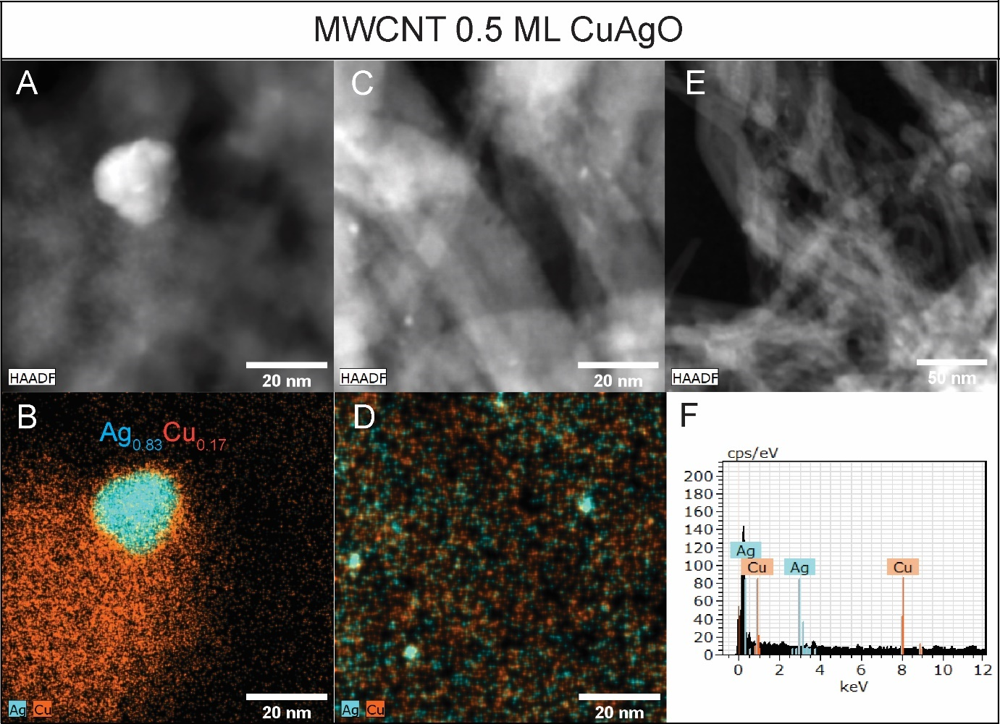 MWCNT 0.5 ML CuAgO
A
HAADF
20 nm
C
HAADF
20 nm
E
HAADF
50 nm
B
Ag0.83Cu0.17
Ag Cu
20 nm
D
Ag Cu
20 nm
F
cps/eV
200
180
160
140
120
100
80
60
40
20
0
Ag
Cu
Ag
Cu
0 2 4 6 8 10 12
keV